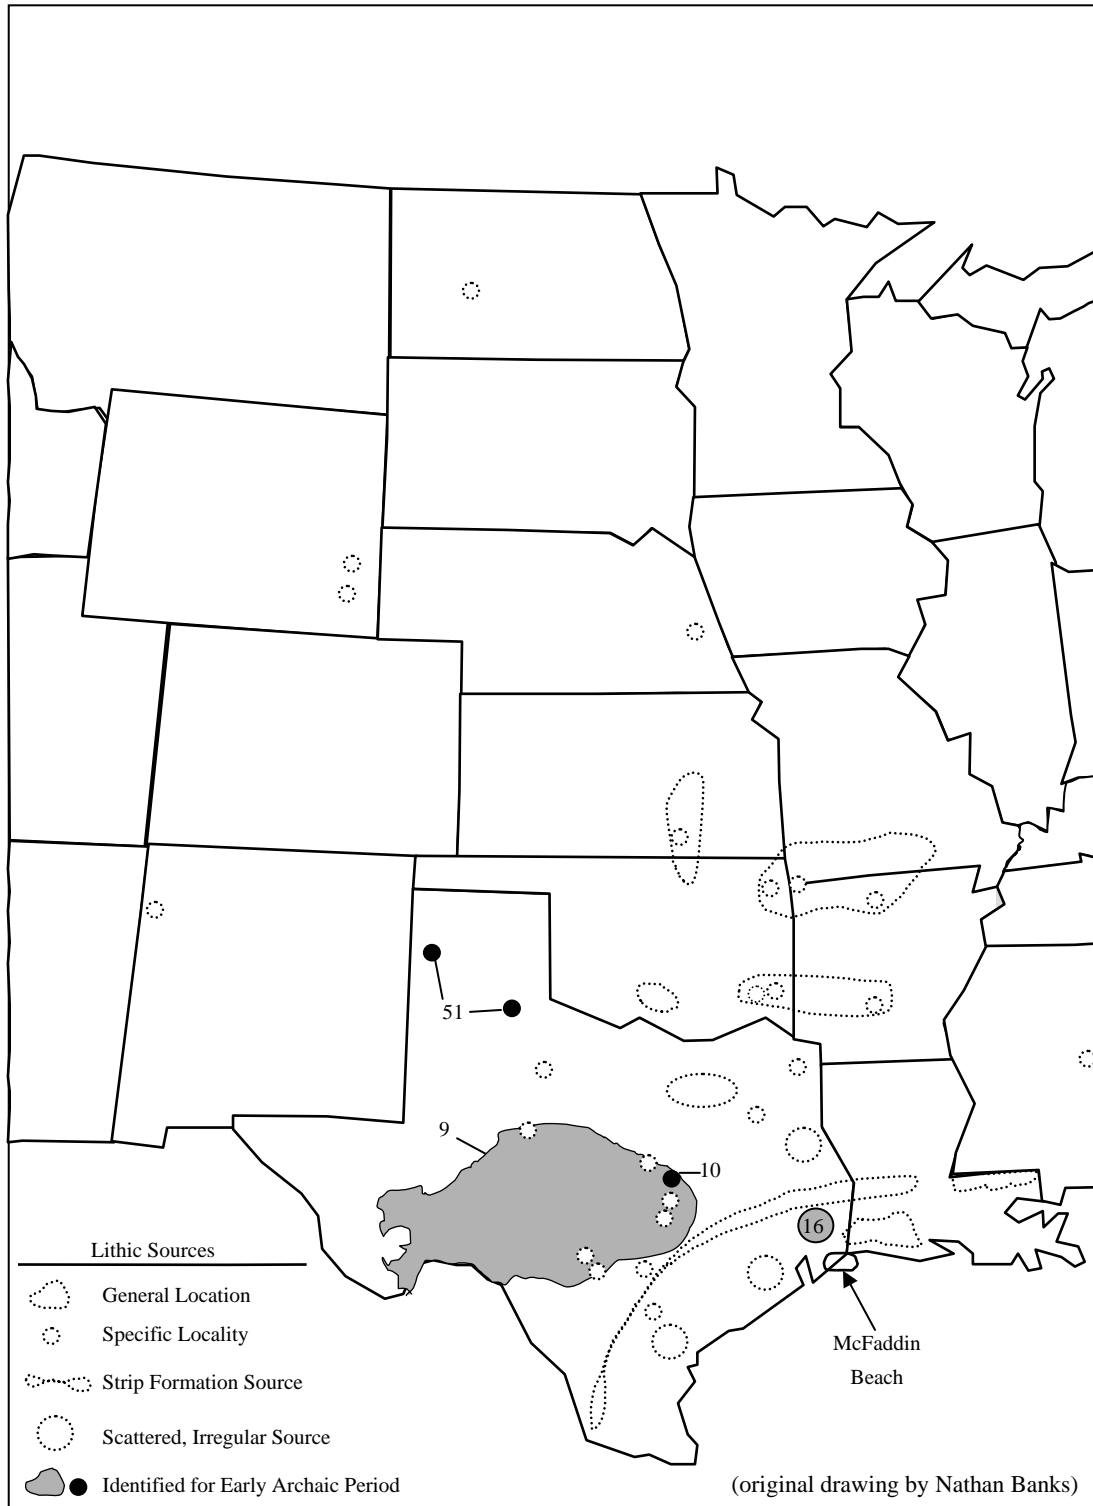 51
9
10
16
McFaddin
Beach
Lithic Sources
General Location
Specific Locality
Strip Formation Source
Scattered, Irregular Source
Identified for Early Archaic Period
(original drawing by Nathan Banks)